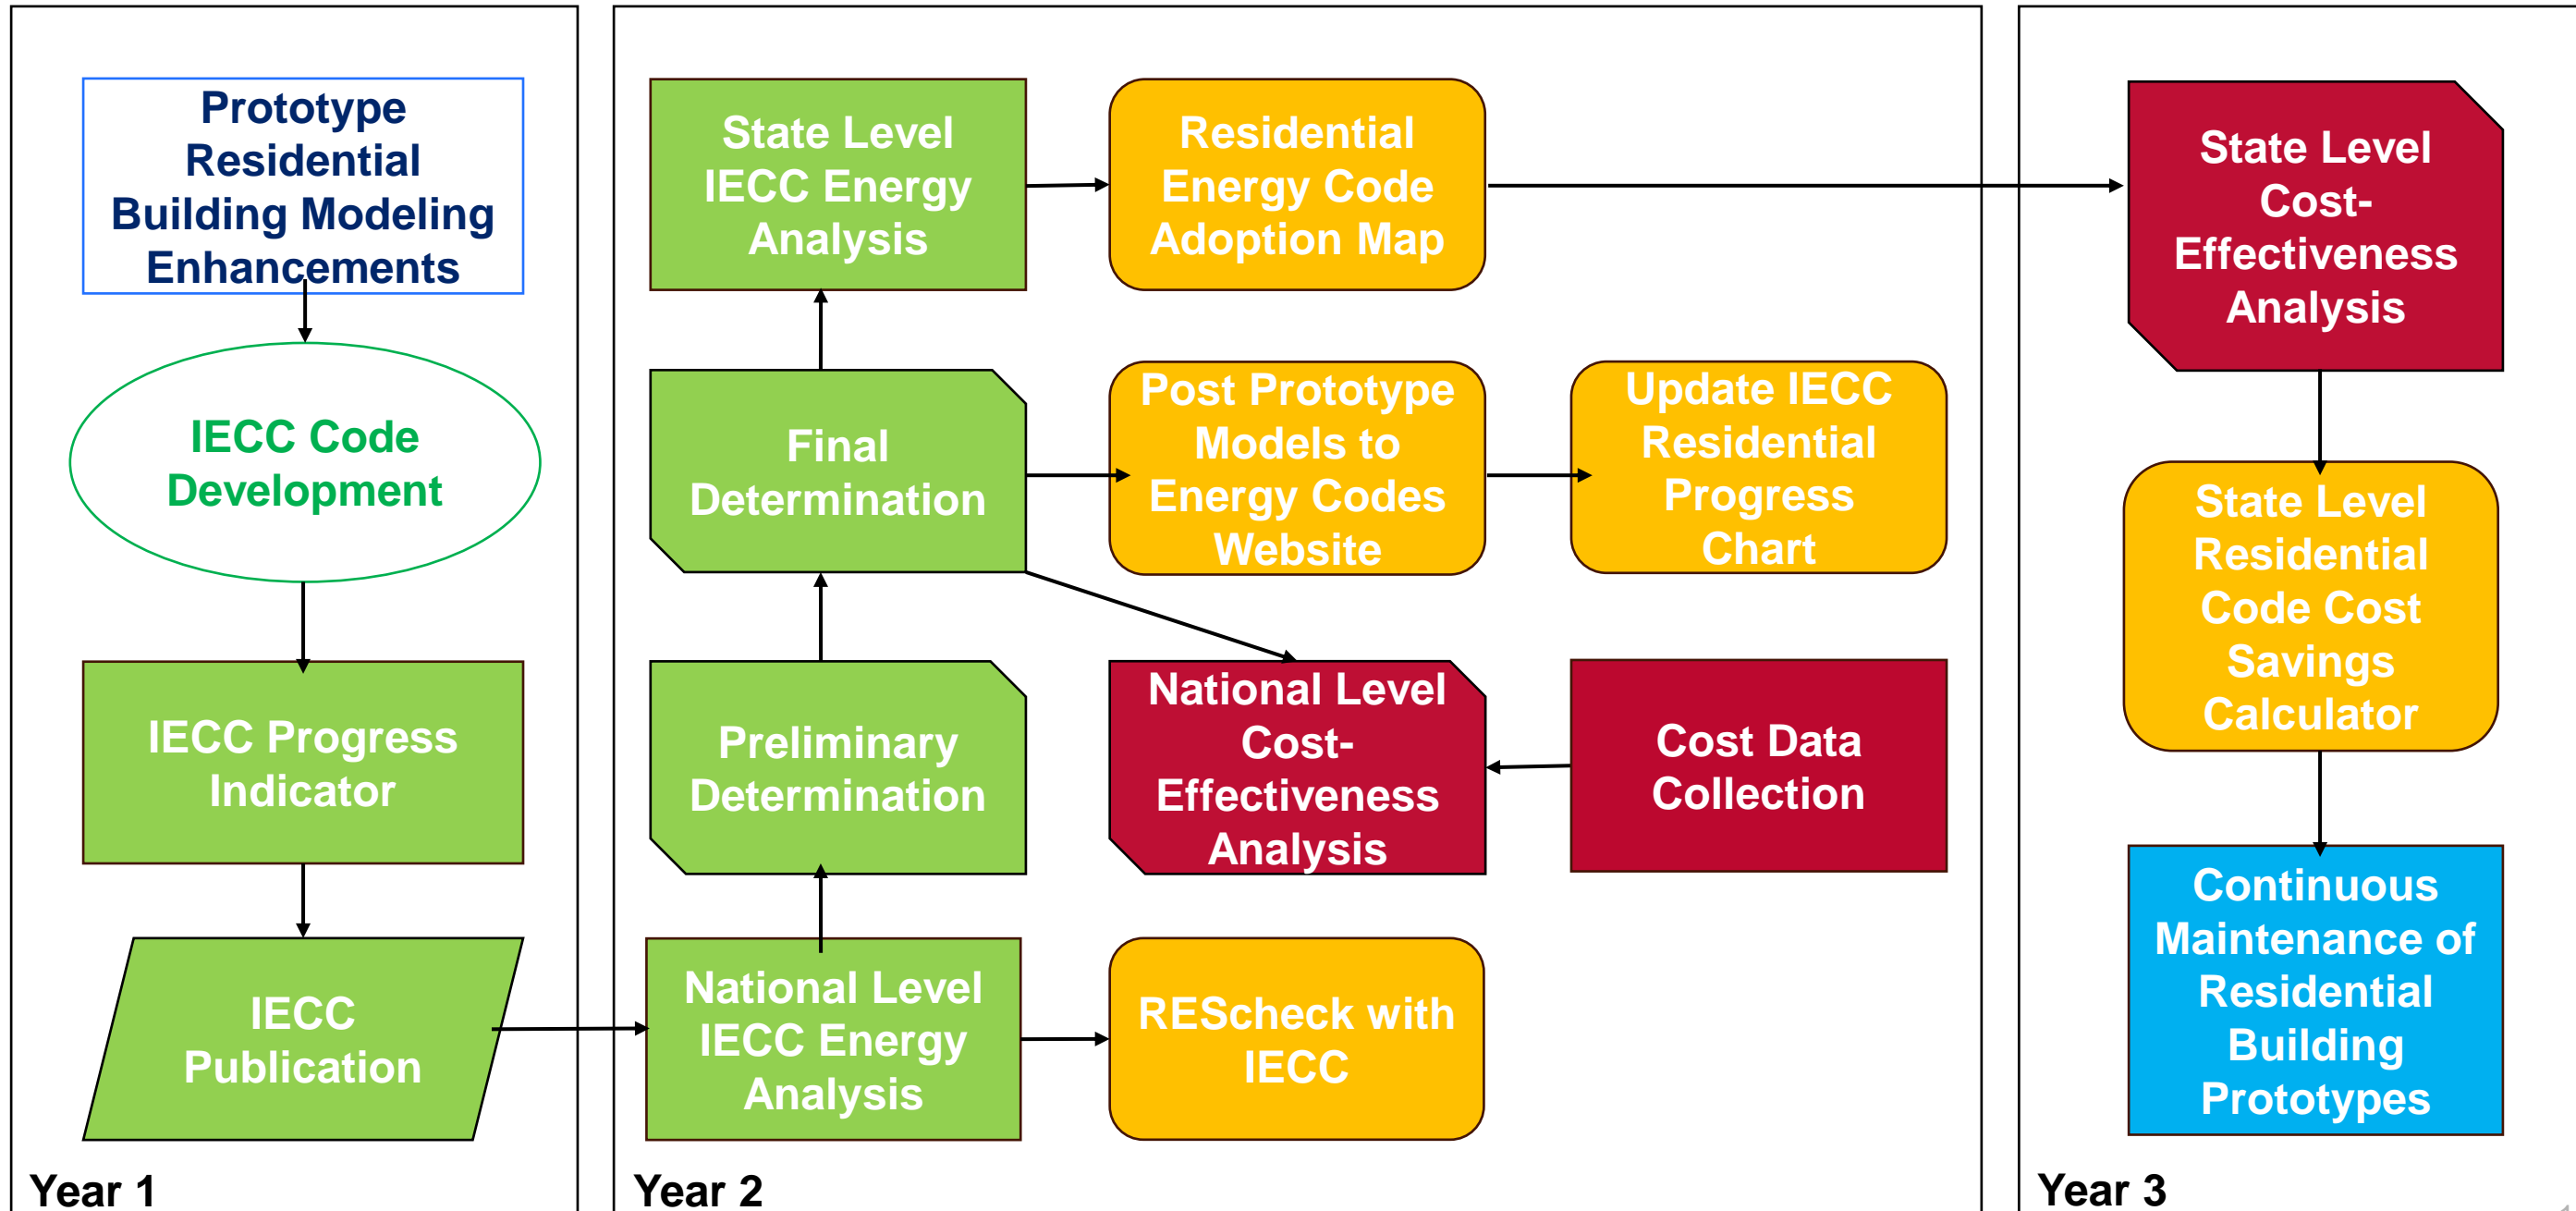 Prototype
Residential
Building Modeling
Enhancements
IECC Code
Development
IECC Progress
Indicator
IECC
Publication
Year 1
State Level
IECC Energy
Analysis
Residential
Energy Code
Adoption Map
Final
Determination
Post Prototype
Models to
Energy Codes
Website
Update IECC
Residential
Progress
Chart
Preliminary
Determination
National Level
Cost-
Effectiveness
Analysis
Cost Data
Collection
National Level
IECC Energy
Analysis
REScheck with
IECC
Year 2
State Level
Cost-
Effectiveness
Analysis
State Level
Residential
Code Cost
Savings
Calculator
Continuous
Maintenance of
Residential
Building
Prototypes
Year 3